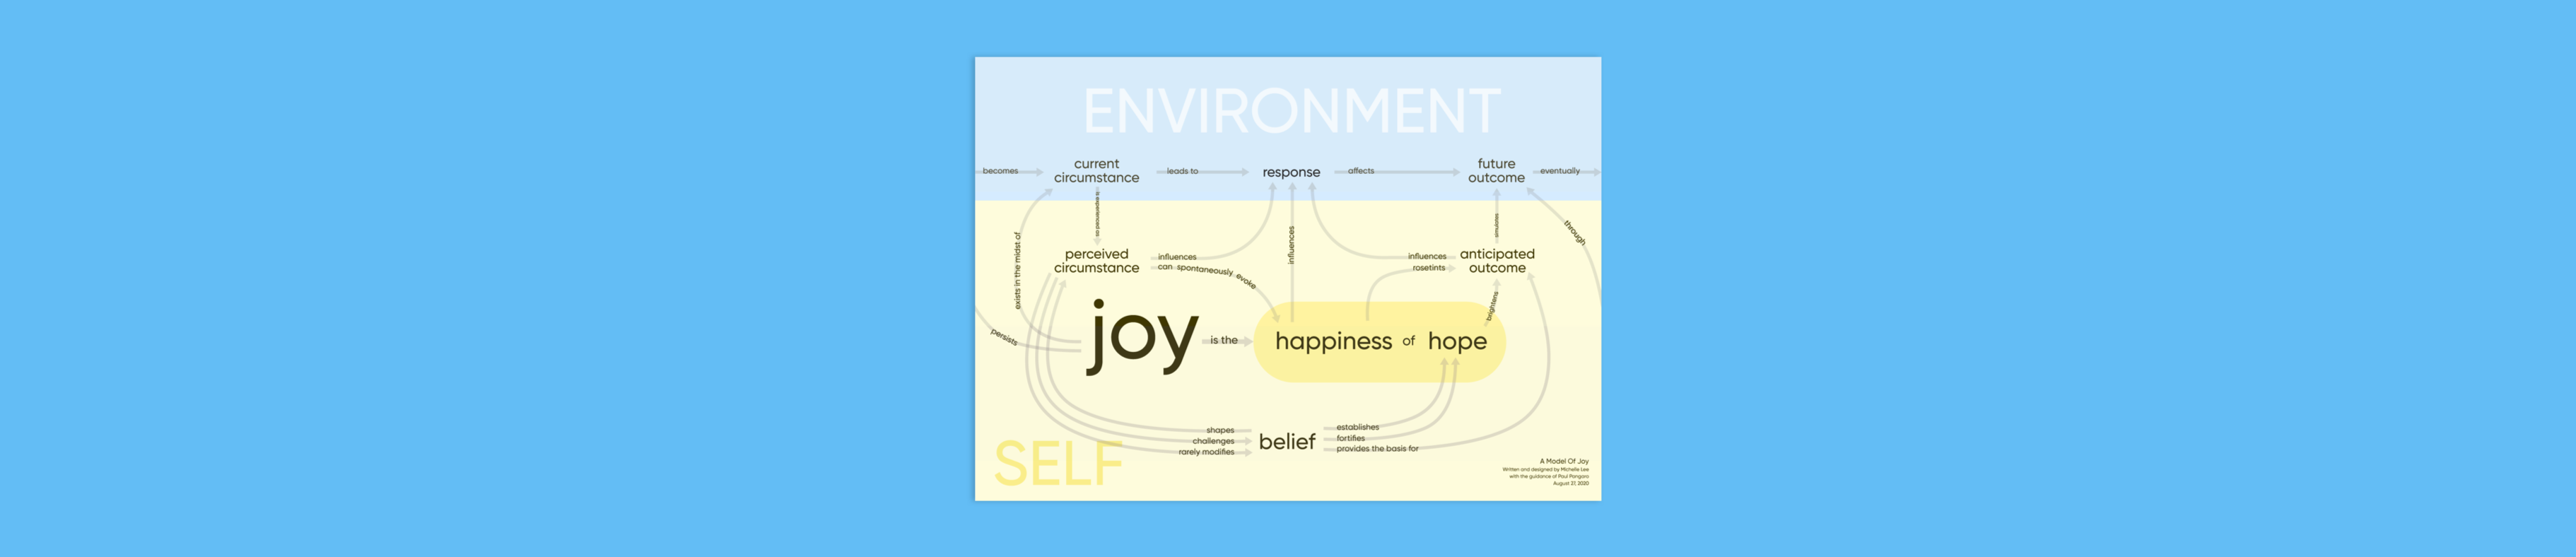 ENVIRONMENT
becomes
current
circumstance
leads to
response
affects
future
outcome
eventually
is experienced as
exists in the midst of
perceived
circumstance
influences
can spontaneously evoke
influences
influences
rosetints
anticipated
outcome
simulates
through
brightens
persists
joy
is the
happiness of hope
shapes
challenges
rarely modifies
belief
establishes
fortifies
provides the basis for
SELF
A Model Of Joy
Written and designed by Michelle Lee
with the guidance of Paul Pangaro
August 21, 2020